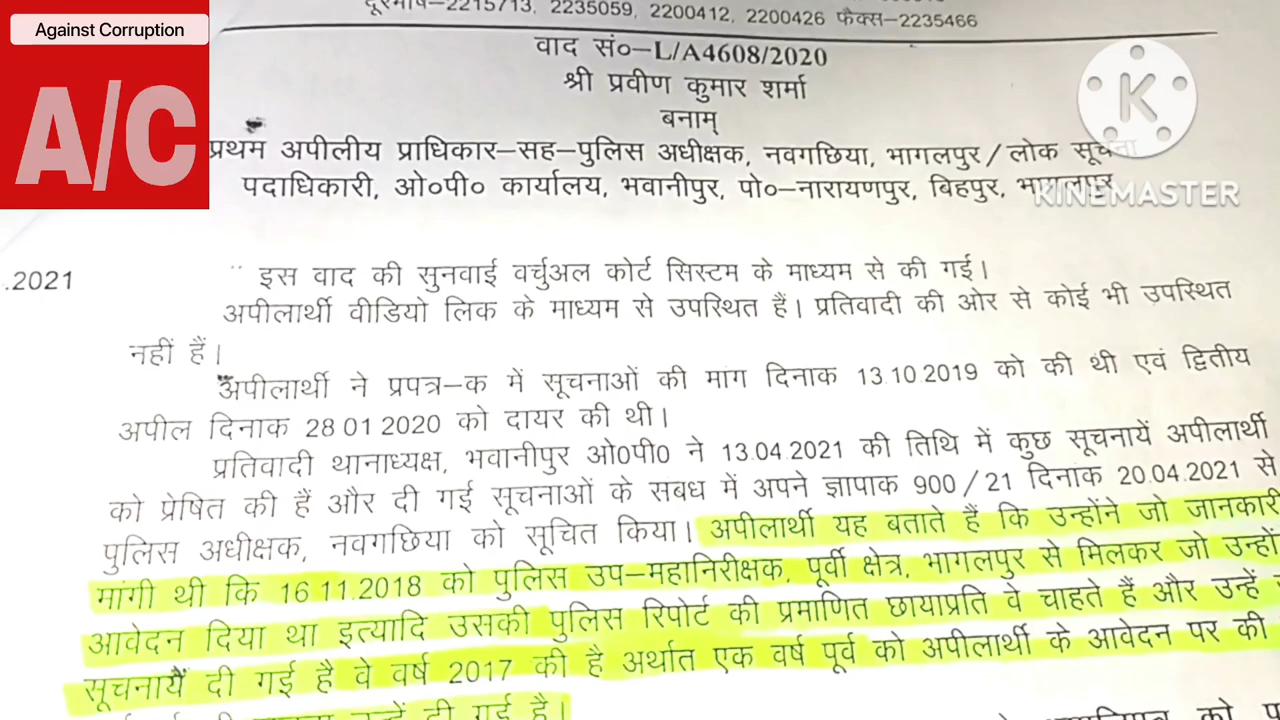 Against Corruption
A/C
दूरभाष-2215713, 2235059, 2200412, 2200426 फैक्स-2235466
वाद सं०-L/A4608/2020
श्री प्रवीण कुमार शर्मा
बनाम्
K
प्रथम अपीलीय प्राधिकार-सह-पुलिस अधीक्षक, नवगछिया, भागलपुर/लोक सूचना
पदाधिकारी, ओ०पी० कार्यालय, भवानीपुर, पो०-नारायणपुर, बिहपुर, भागलपुर
KINEMASTER
.2021
इस वाद की सुनवाई वर्चुअल कोर्ट सिस्टम के माध्यम से की गई।
अपीलार्थी वीडियो लिक के माध्यम से उपस्थित हैं। प्रतिवादी की ओर से कोई भी उपस्थित
नहीं हैं।
अपीलार्थी ने प्रपत्र-क में सूचनाओं की माग दिनाक 13.10.2019 को की थी एवं द्वितीय
अपील दिनाक 28 01 2020 को दायर की थी।
प्रतिवादी थानाध्यक्ष, भवानीपुर ओ0पी0 ने 13.04.2021 की तिथि में कुछ सूचनायें अपीलार्थी
को प्रेषित की हैं और दी गई सूचनाओं के सबध में अपने ज्ञापाक 900/21 दिनाक 20.04.2021 से
पुलिस अधीक्षक, नवगछिया को सूचित किया। अपीलार्थी यह बताते हैं कि उन्होंने जो जानकारी
मांगी थी कि 16 11.2018 को पुलिस उप-महानिरीक्षक, पूर्वी क्षेत्र, भागलपुर से मिलकर जो उन्होंने
आवेदन दिया था इत्यादि उसकी पुलिस रिपोर्ट की प्रमाणित छायाप्रति वे चाहते हैं और उन्हें
सूचनायें दी गई है वे वर्ष 2017 की है अर्थात एक वर्ष पूर्व को अपीलार्थी के आवेदन पर की
उन्हें दी गई है।